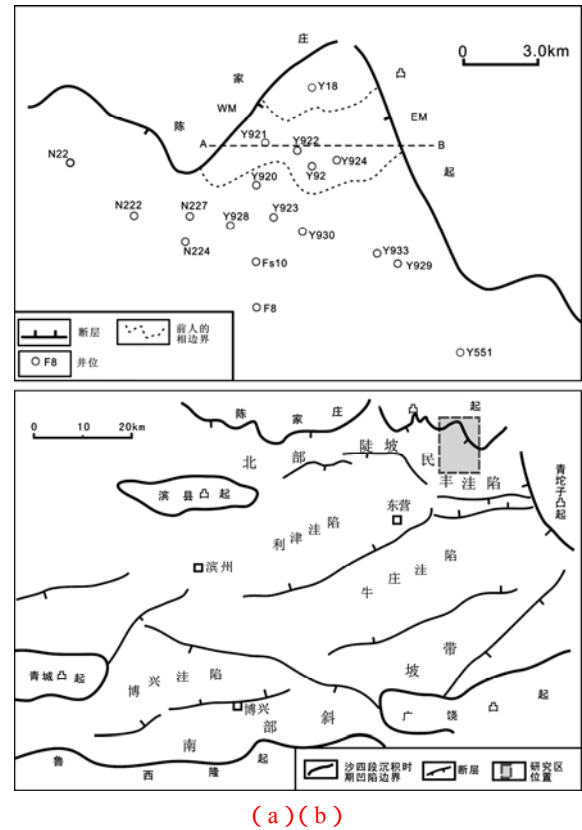 庄
家
陈
凸
起
0 3.0km
Y18
WM
EM
A
B
Y921
Y922
Y924
Y92
Y920
N22
N222
N227
N224
Y928
Y923
Y930
Fs10
F8
Y933
Y929
Y551
断层
前人的
相边界
F8 井位
0 10 20km
陈家庄
凸起
北部陡坡
民丰洼陷
青坨子凸起
滨县凸起
东营
利津洼陷
滨州
牛庄洼陷
青城凸起
博兴洼陷
博兴
南部斜坡带
广饶凸起
鲁西隆起
沙四段沉积时
期凹陷边界
断层
研究区
位置
(a)(b)